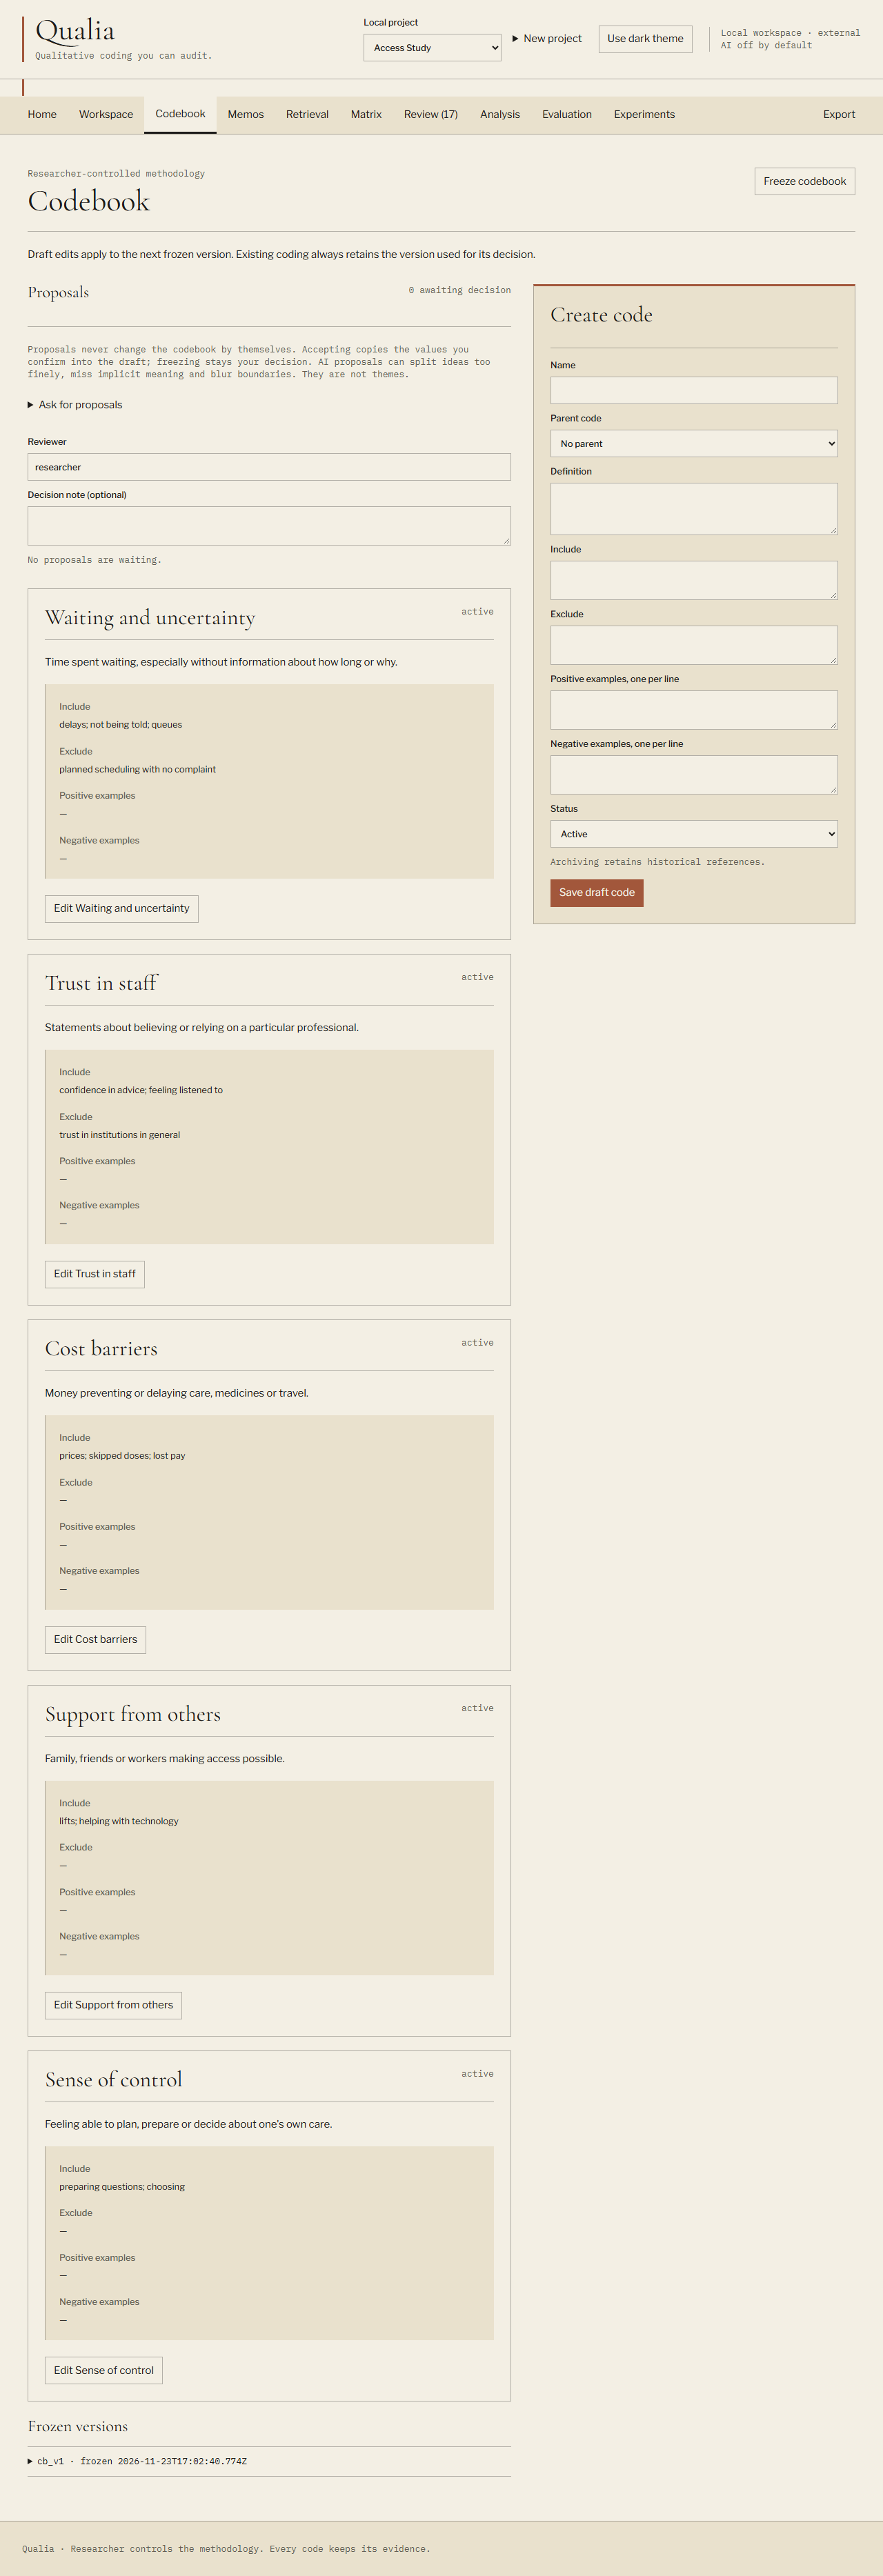 Qualia
Qualitative coding you can audit.
Local project
Access Study
New project
Use dark theme
Local workspace · external
AI off by default
Home
Workspace
Codebook
Memos
Retrieval
Matrix
Review (17)
Analysis
Evaluation
Experiments
Export
Researcher-controlled methodology
Codebook
Freeze codebook
Draft edits apply to the next frozen version. Existing coding always retains the version used for its decision.
Proposals
0 awaiting decision
Proposals never change the codebook by themselves. Accepting copies the values you
confirm into the draft; freezing stays your decision. AI proposals can split ideas too
finely, miss implicit meaning and blur boundaries. They are not themes.
Ask for proposals
Reviewer
researcher
Decision note (optional)
No proposals are waiting.
Waiting and uncertainty
active
Time spent waiting, especially without information about how long or why.
Include
delays; not being told; queues
Exclude
planned scheduling with no complaint
Positive examples
—
Negative examples
—
Edit Waiting and uncertainty
Trust in staff
active
Statements about believing or relying on a particular professional.
Include
confidence in advice; feeling listened to
Exclude
trust in institutions in general
Positive examples
—
Negative examples
—
Edit Trust in staff
Cost barriers
active
Money preventing or delaying care, medicines or travel.
Include
prices; skipped doses; lost pay
Exclude
—
Positive examples
—
Negative examples
—
Edit Cost barriers
Support from others
active
Family, friends or workers making access possible.
Include
lifts; helping with technology
Exclude
—
Positive examples
—
Negative examples
—
Edit Support from others
Sense of control
active
Feeling able to plan, prepare or decide about one's own care.
Include
preparing questions; choosing
Exclude
—
Positive examples
—
Negative examples
—
Edit Sense of control
Frozen versions
cb_v1 · frozen 2026-11-23T17:02:40.774Z
Create code
Name
Parent code
No parent
Definition
Include
Exclude
Positive examples, one per line
Negative examples, one per line
Status
Active
Archiving retains historical references.
Save draft code
Qualia · Researcher controls the methodology. Every code keeps its evidence.